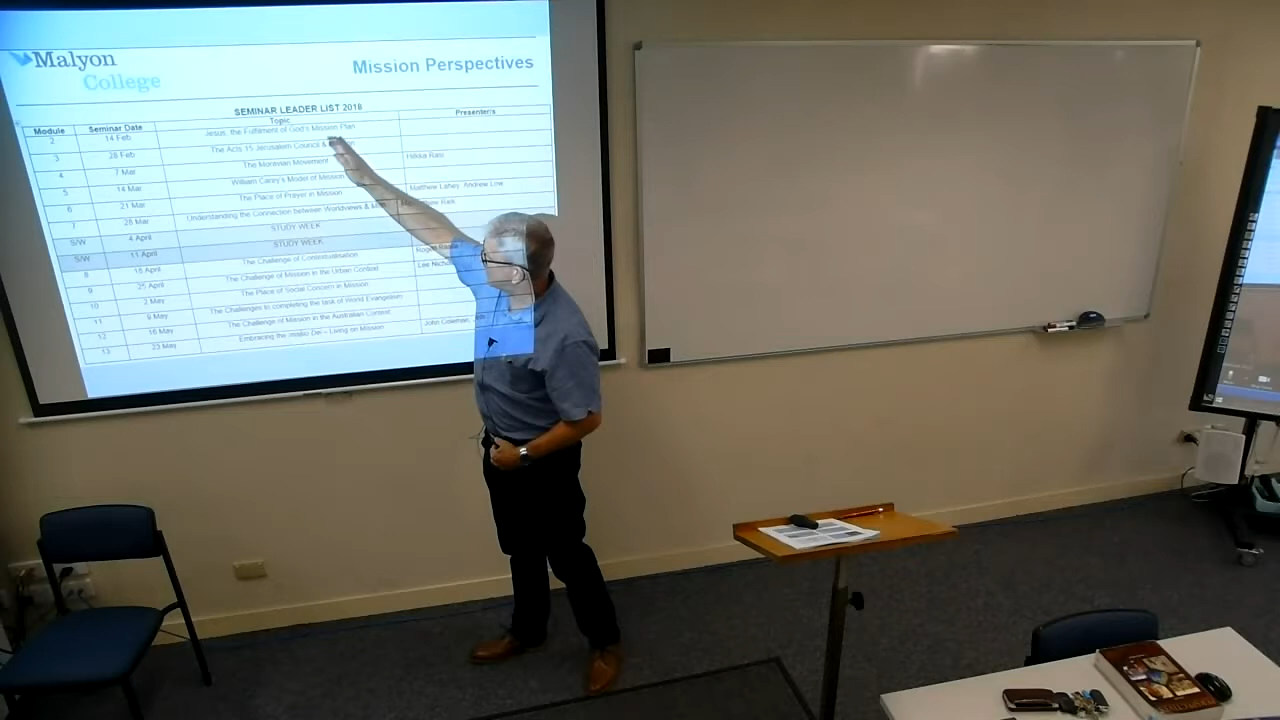 Malyon
College
Mission Perspectives
SEMINAR LEADER LIST 2018
Module Seminar Date Topic Presenter/s
2 14 Feb Jesus, the Fulfilment of God's Mission Plan
3 28 Feb The Acts 15 Jerusalem Council &
4 7 Mar The Moravian Movement
5 14 Mar William Carey's Model of Mission
6 21 Mar The Place of Prayer in Mission Matthew Lahey, Andrew Low
7 28 Mar Understanding the Connection between Worldviews &
S/W 4 April STUDY WEEK
S/W 11 April STUDY WEEK
8 18 April The Challenge of Contextualisation
9 25 April The Challenge of Mission in the Urban Context Lee
10 2 May The Place of Social Concern in Mission
11 9 May The Challenges to completing the task of World Evangelism
12 16 May The Challenge of Mission in the Australian Context
13 23 May Embracing the missio Dei – Living on Mission John Coleman,